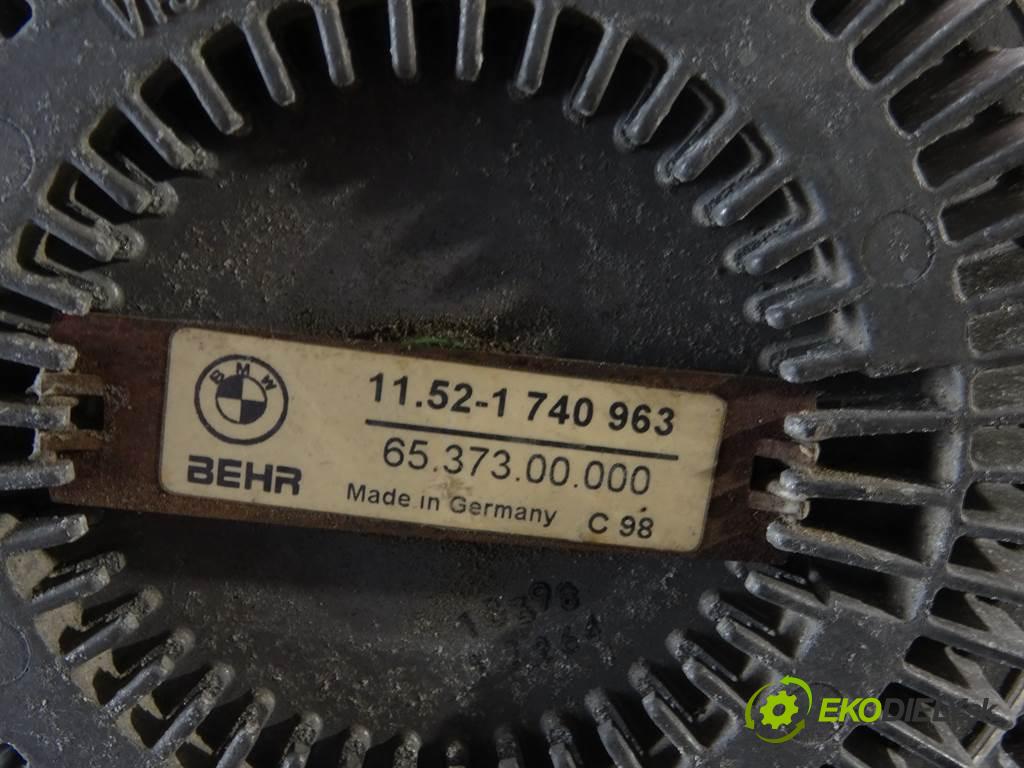 BMW
BEHR
11.52-1 740 963
65.373.00.000
Made in Germany C 98
EKODIELY.sk